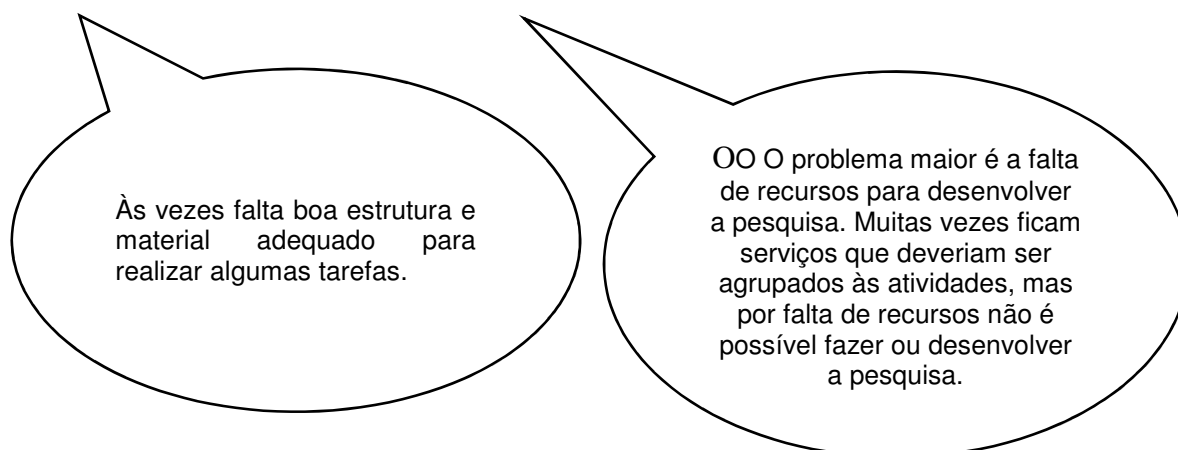 Às vezes falta boa estrutura e
material adequado para
realizar algumas tarefas.
OO O problema maior é a falta
de recursos para desenvolver
a pesquisa. Muitas vezes ficam
serviços que deveriam ser
agrupados às atividades, mas
por falta de recursos não é
possível fazer ou desenvolver
a pesquisa.